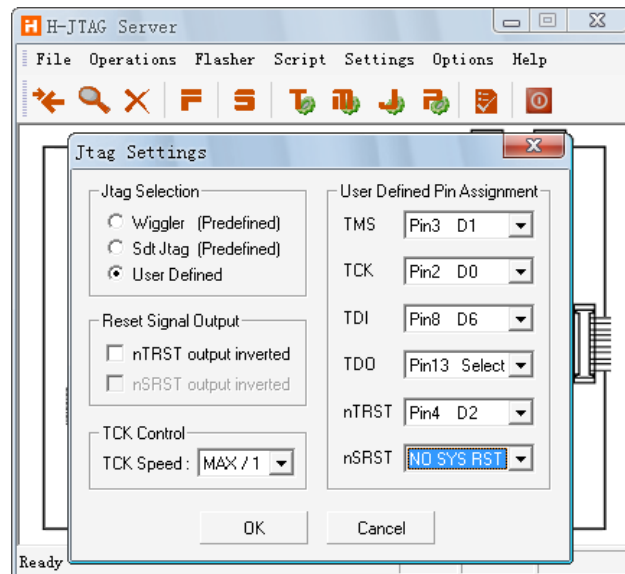 H-JTAG Server
File Operations Flasher Script Settings Options Help
Jtag Settings
Jtag Selection
Wiggler (Predefined)
Sdt Jtag (Predefined)
User Defined
Reset Signal Output
nTRST output inverted
nSRST output inverted
TCK Control
TCK Speed : MAX / 1
User Defined Pin Assignment
TMS Pin3 D1
TCK Pin2 D0
TDI Pin8 D6
TDO Pin13 Select
nTRST Pin4 D2
nSRST NO SYS RST
OK Cancel
Ready